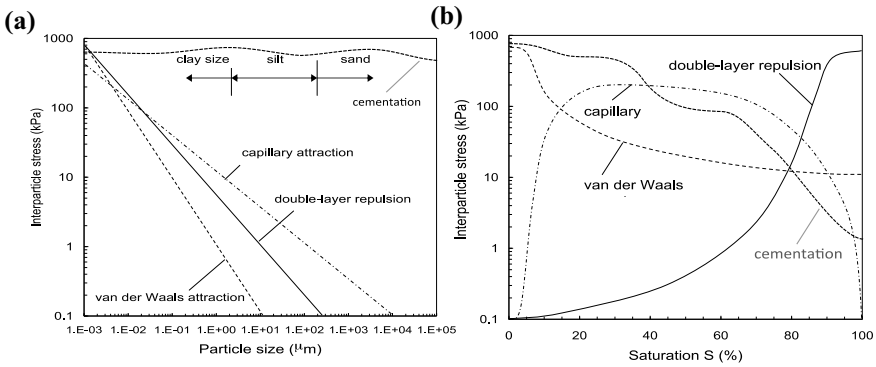 (a)
1000
100
10
1
0.1
Interparticle stress (kPa)
clay size
silt
sand
cementation
capillary attraction
double-layer repulsion
van der Waals attraction
1.E−03
1.E−02
1.E−01
1.E+00
1.E+01
1.E+02
1.E+03
1.E+04
1.E+05
Particle size (μm)
(b)
1000
100
10
1
0.1
Interparticle stress (kPa)
double-layer repulsion
capillary
van der Waals
cementation
0
20
40
60
80
100
Saturation S (%)